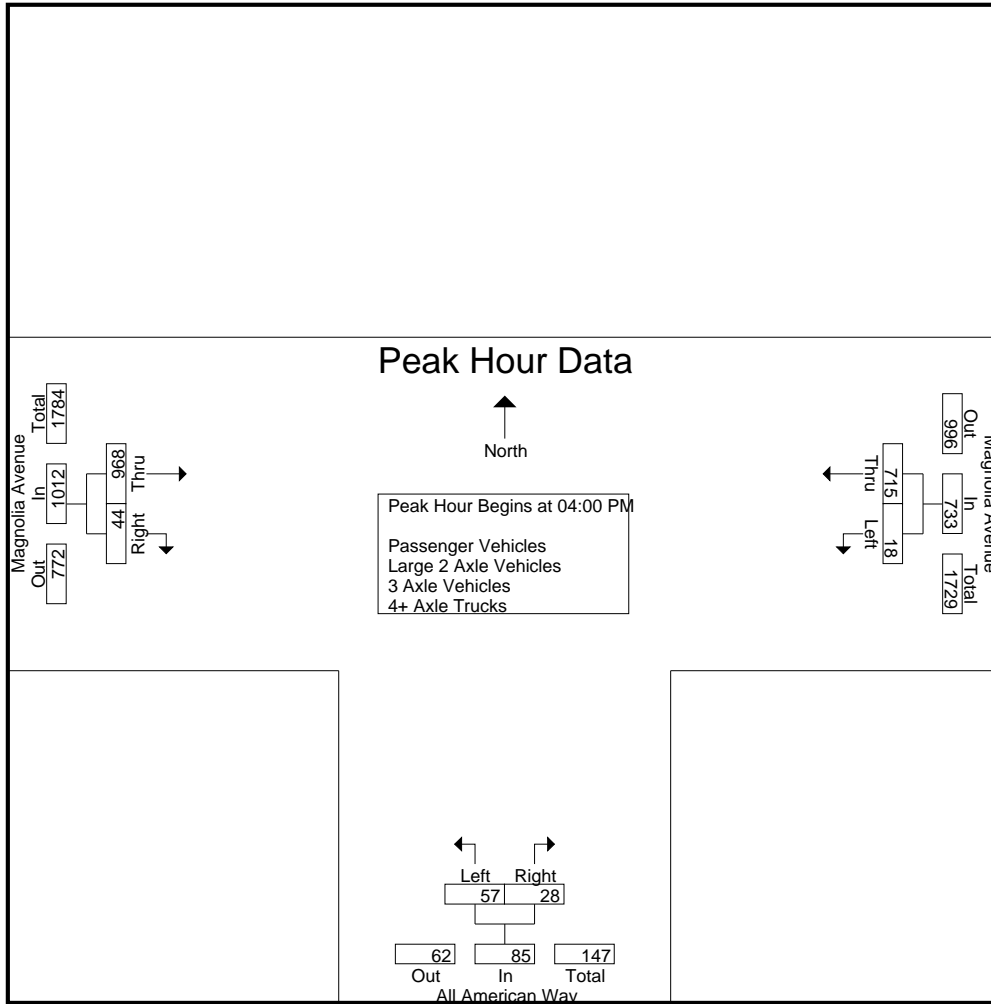 Peak Hour Data
North
Peak Hour Begins at 04:00 PM
Passenger Vehicles
Large 2 Axle Vehicles
3 Axle Vehicles
4+ Axle Trucks
Magnolia Avenue
Total
1784
In
1012
Out
772
968
Thru
44
Right
Magnolia Avenue
Out
996
In
733
Total
1729
715
Thru
18
Left
Left Right
57 28
62 85 147
Out In Total
All American Way